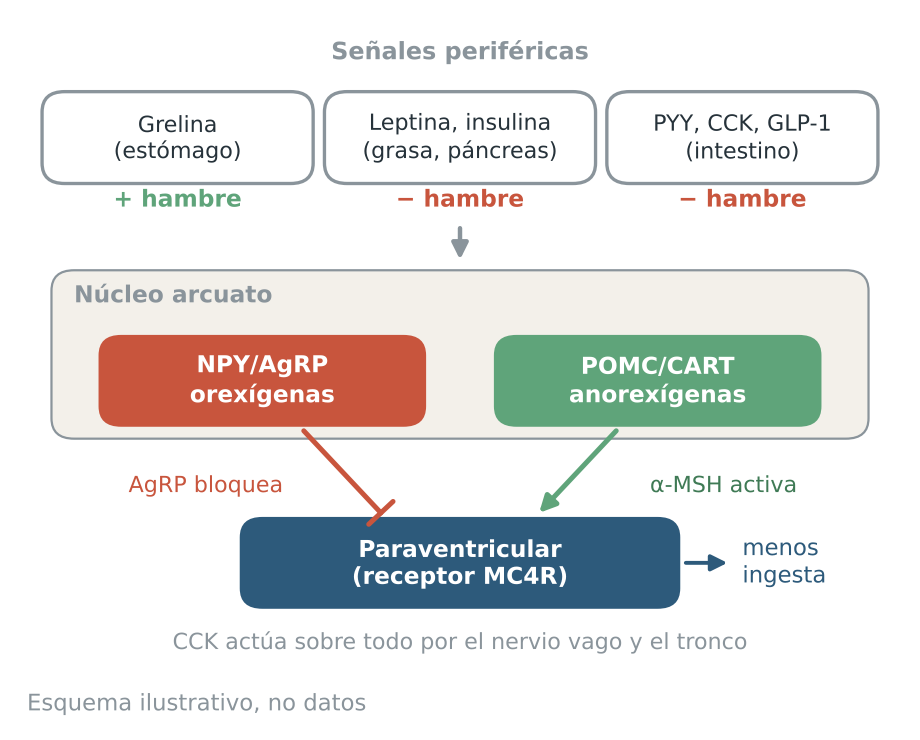 Señales periféricas
Grelina
(estómago)
Leptina, insulina
(grasa, páncreas)
PYY, CCK, GLP-1
(intestino)
+ hambre
− hambre
− hambre
Núcleo arcuato
NPY/AgRP
orexígenas
POMC/CART
anorexígenas
AgRP bloquea
α-MSH activa
Paraventricular
(receptor MC4R)
menos
ingesta
CCK actúa sobre todo por el nervio vago y el tronco
Esquema ilustrativo, no datos